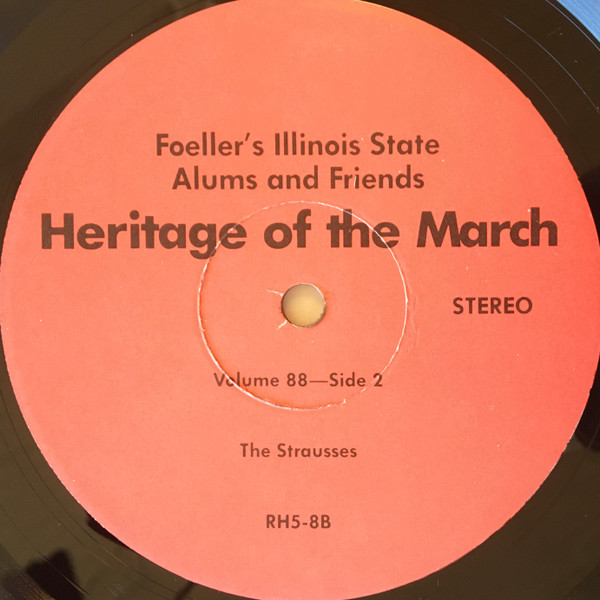 Foeller's Illinois State
Alums and Friends
Heritage of the March
STEREO
Volume 88—Side 2
The Strausses
RH5-8B